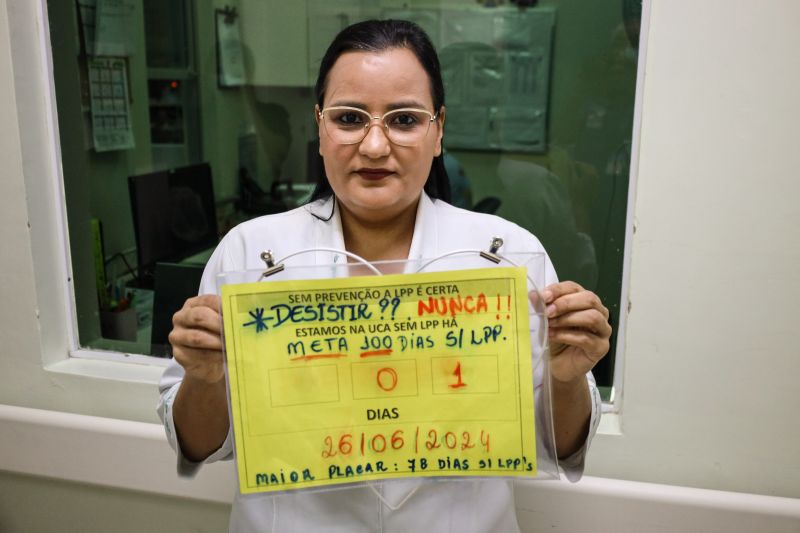 SEM PREVENÇÃO A LPP É CERTA
* DESISTIR ??. NUNCA !!
ESTAMOS NA UCA SEM LPP HÁ
META 100 DIAS S/ LPP.
0 1
DIAS
26/06/2024
MAIOR PLACAR: 78 DIAS S/ LPP's